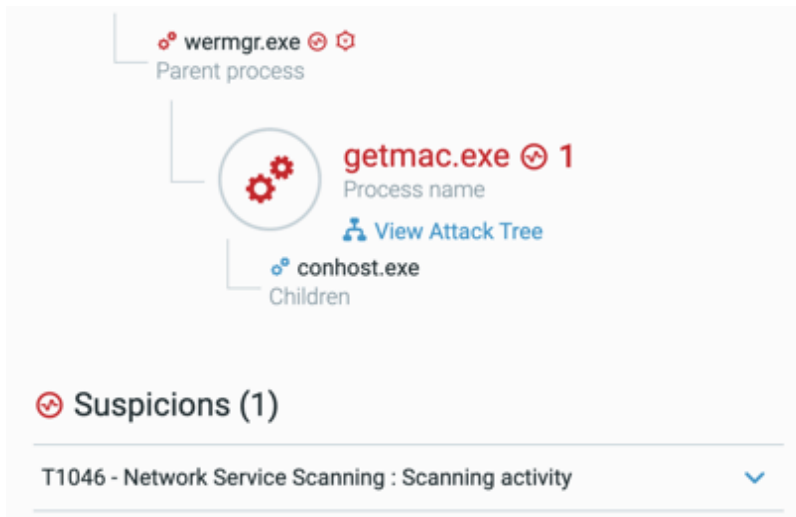 wermgr.exe
Parent process
getmac.exe 1
Process name
View Attack Tree
conhost.exe
Children
Suspicions (1)
T1046 - Network Service Scanning : Scanning activity